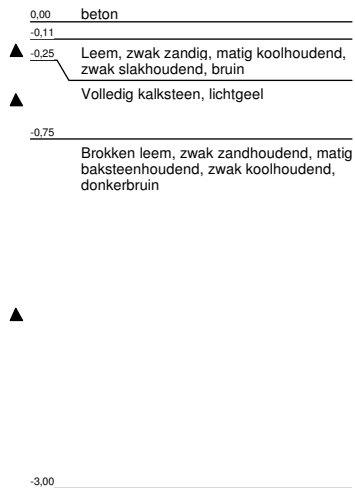 0,00 beton
-0,11
-0,25 Leem, zwak zandig, matig koolhoudend,
zwak slakhoudend, bruin
Volledig kalksteen, lichtgeel
-0,75
Brokken leem, zwak zandhoudend, matig
baksteenhoudend, zwak koolhoudend,
donkerbruin
-3,00